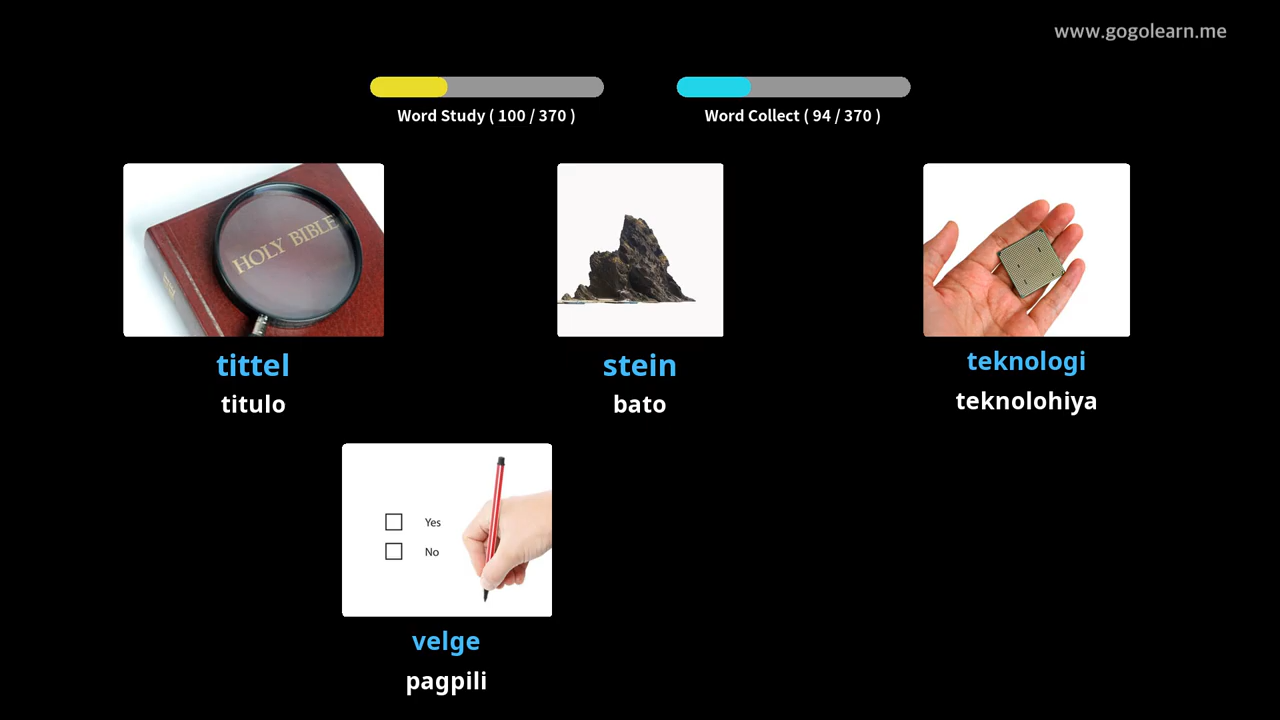 www.gogolearn.me
Word Study ( 100 / 370 )
Word Collect ( 94 / 370 )
HOLY BIBLE
tittel
titulo
stein
bato
teknologi
teknolohiya
Yes
No
velge
pagpili